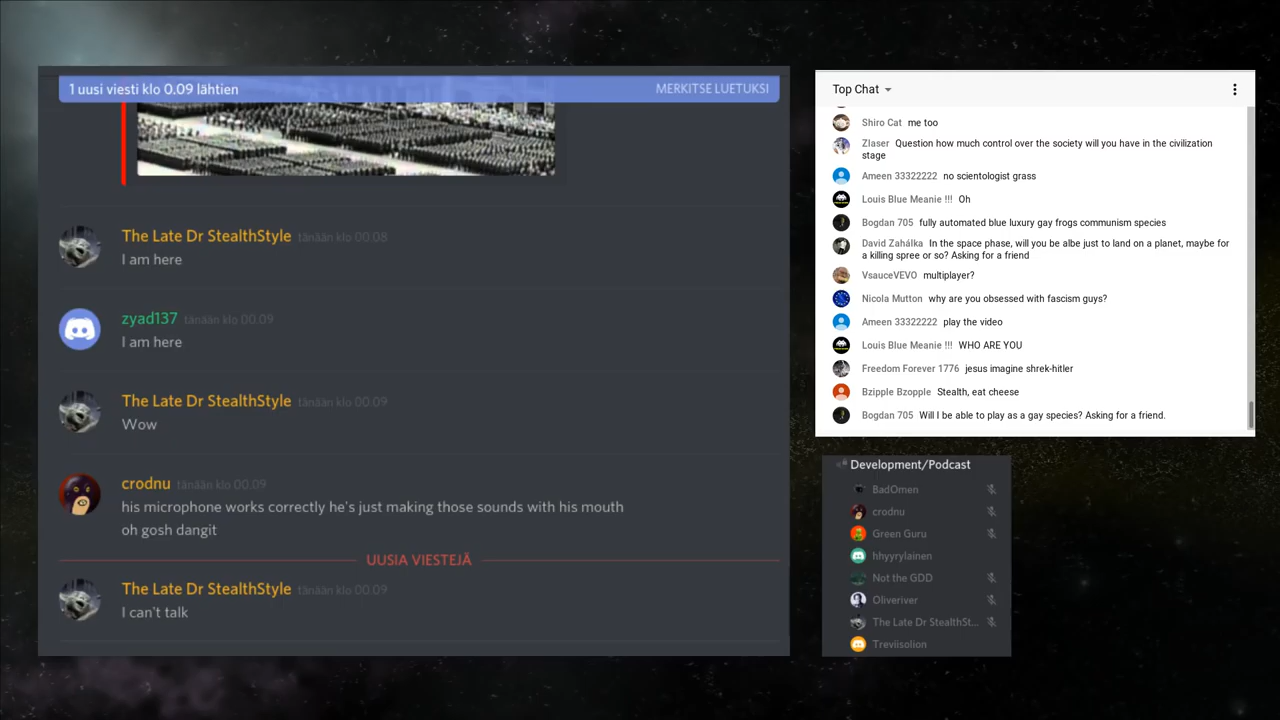 1 uusi viesti klo 0.09 lähtien
MERKITSE LUETUKSI
The Late Dr StealthStyle tänään klo 00.08
I am here
zyad137 tänään klo 00.09
I am here
The Late Dr StealthStyle tänään klo 00.09
Wow
crodnu tänään klo 00.09
his microphone works correctly he's just making those sounds with his mouth
oh gosh dangit
UUSIA VIESTEJÄ
The Late Dr StealthStyle tänään klo 00.09
I can't talk
Top Chat
Shiro Cat me too
Zlaser Question how much control over the society will you have in the civilization
stage
Ameen 33322222 no scientologist grass
Louis Blue Meanie !!! Oh
Bogdan 705 fully automated blue luxury gay frogs communism species
David Zahálka In the space phase, will you be albe just to land on a planet, maybe for
a killing spree or so? Asking for a friend
VsauceVEVO multiplayer?
Nicola Mutton why are you obsessed with fascism guys?
Ameen 33322222 play the video
Louis Blue Meanie !!! WHO ARE YOU
Freedom Forever 1776 jesus imagine shrek-hitler
Bzipple Bzopple Stealth, eat cheese
Bogdan 705 Will I be able to play as a gay species? Asking for a friend.
Development/Podcast
BadOmen
crodnu
Green Guru
hhyyrylainen
Not the GDD
Oliveriver
The Late Dr StealthSt...
Treviisolion